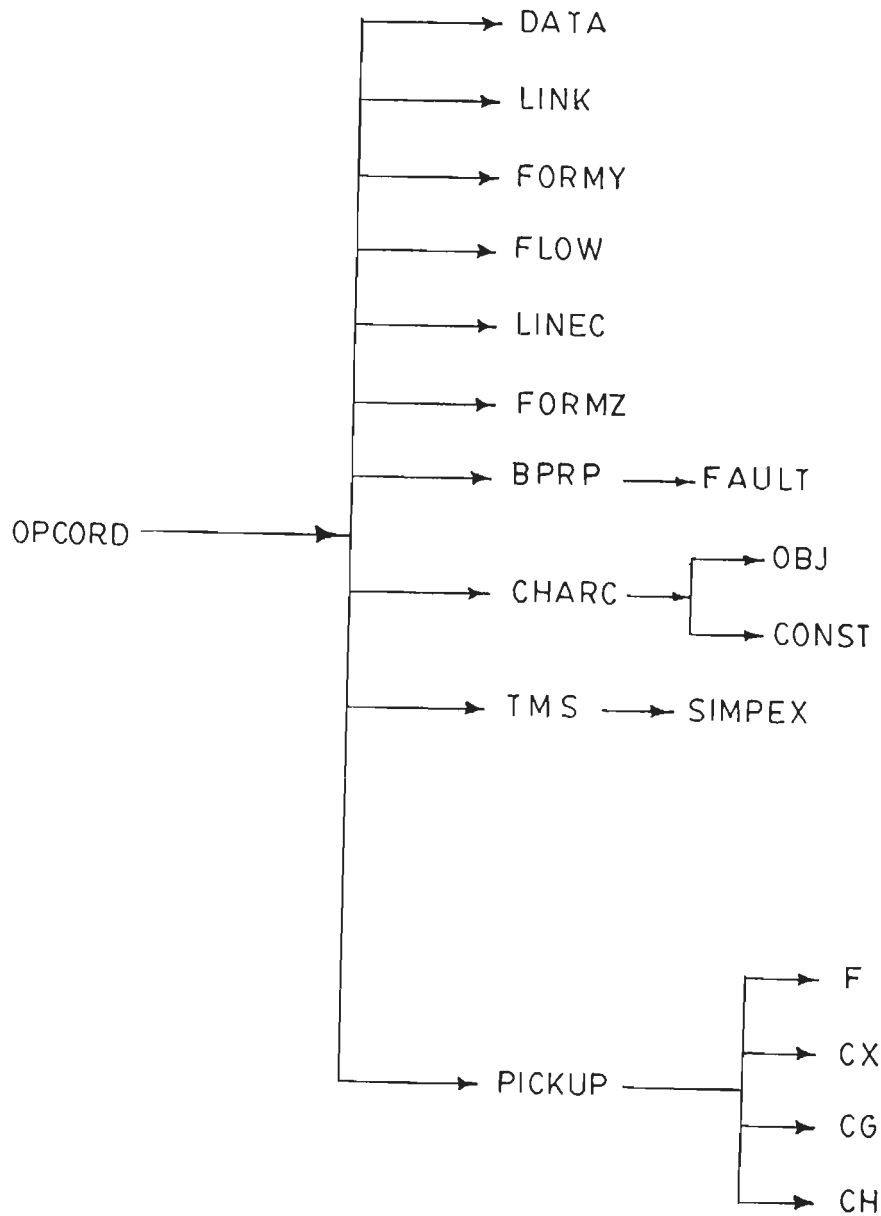 DATA
LINK
FORMY
FLOW
LINEC
FORMZ
BPRP FAULT
OPCORD
OBJ
CHARC
CONST
TMS SIMPEX
F
CX
PICKUP
CG
CH